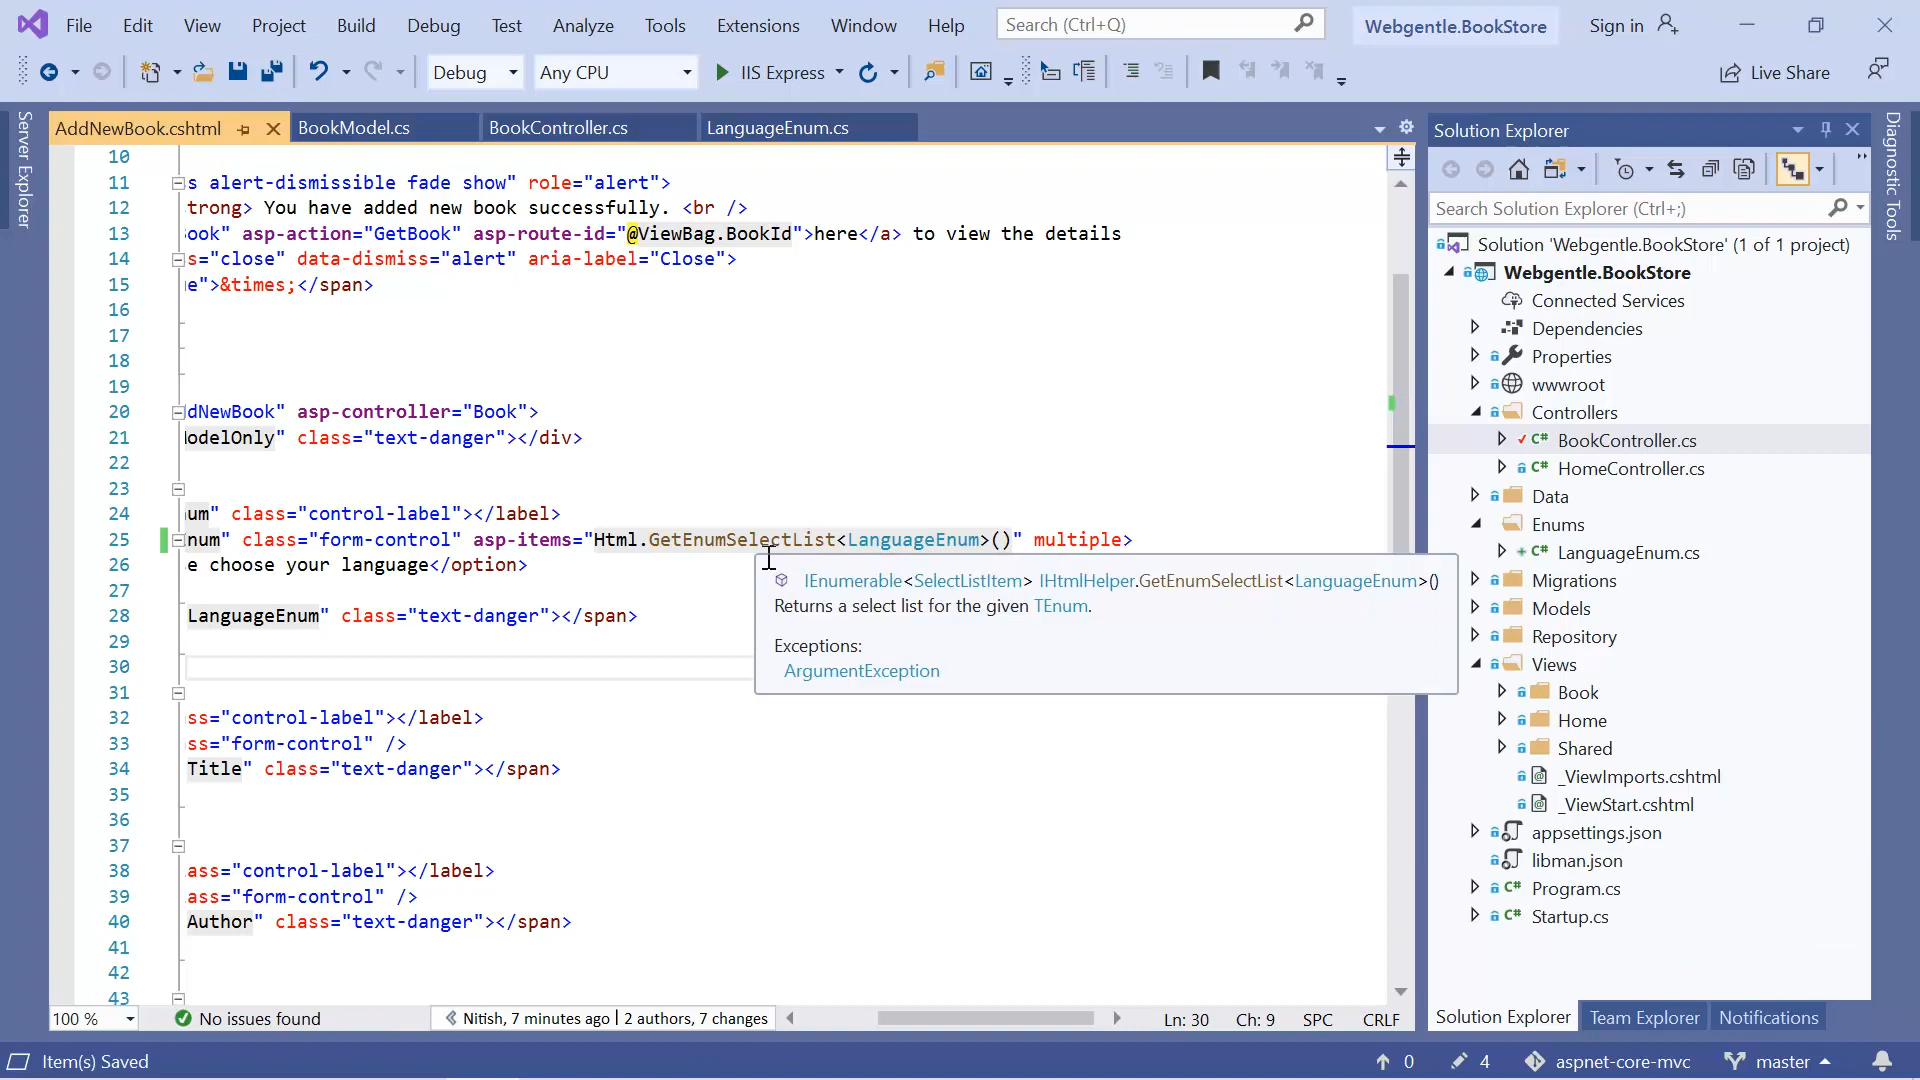 File Edit View Project Build Debug Test Analyze Tools Extensions Window Help Search (Ctrl+Q) Webgentle.BookStore Sign in
Debug Any CPU IIS Express Live Share
Server Explorer
AddNewBook.cshtml BookModel.cs BookController.cs LanguageEnum.cs
10
11 s alert-dismissible fade show" role="alert">
12 trong> You have added new book successfully. <br />
13 ook" asp-action="GetBook" asp-route-id="@ViewBag.BookId">here</a> to view the details
14 s="close" data-dismiss="alert" aria-label="Close">
15 e">&times;</span>
16
17
18
19
20 dNewBook" asp-controller="Book">
21 odelOnly" class="text-danger"></div>
22
23
24 um" class="control-label"></label>
25 num" class="form-control" asp-items="Html.GetEnumSelectList<LanguageEnum>()" multiple>
26 e choose your language</option>
27
28 LanguageEnum" class="text-danger"></span>
29
30
31
32 ss="control-label"></label>
33 ss="form-control" />
34 Title" class="text-danger"></span>
35
36
37
38 ass="control-label"></label>
39 ass="form-control" />
40 Author" class="text-danger"></span>
41
42
43
IEnumerable<SelectListItem> IHtmlHelper.GetEnumSelectList<LanguageEnum>()
Returns a select list for the given TEnum.
Exceptions:
ArgumentException
100 % No issues found Nitish, 7 minutes ago | 2 authors, 7 changes Ln: 30 Ch: 9 SPC CRLF
Solution Explorer
Search Solution Explorer (Ctrl+;)
Solution 'Webgentle.BookStore' (1 of 1 project)
Webgentle.BookStore
Connected Services
Dependencies
Properties
wwwroot
Controllers
C# BookController.cs
C# HomeController.cs
Data
Enums
C# LanguageEnum.cs
Migrations
Models
Repository
Views
Book
Home
Shared
_ViewImports.cshtml
_ViewStart.cshtml
appsettings.json
libman.json
C# Program.cs
C# Startup.cs
Solution Explorer Team Explorer Notifications
Diagnostic Tools
Item(s) Saved 0 4 aspnet-core-mvc master